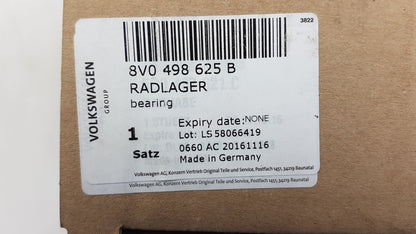 3822
VOLKSWAGEN
GROUP
8V0 498 625 B
RADLAGER
bearing
1
Satz
Expiry date: NONE
Lot: LS 58066419
0660 AC 20161116
Made in Germany
Volkswagen AG, Konzern Vertrieb Original Teile und Service, Postfach 1451, 34219 Baunatal
Volkswagen AG, Konzern Vertrieb Original Teile und Service, Postfach 1451, 34219 Baunatal